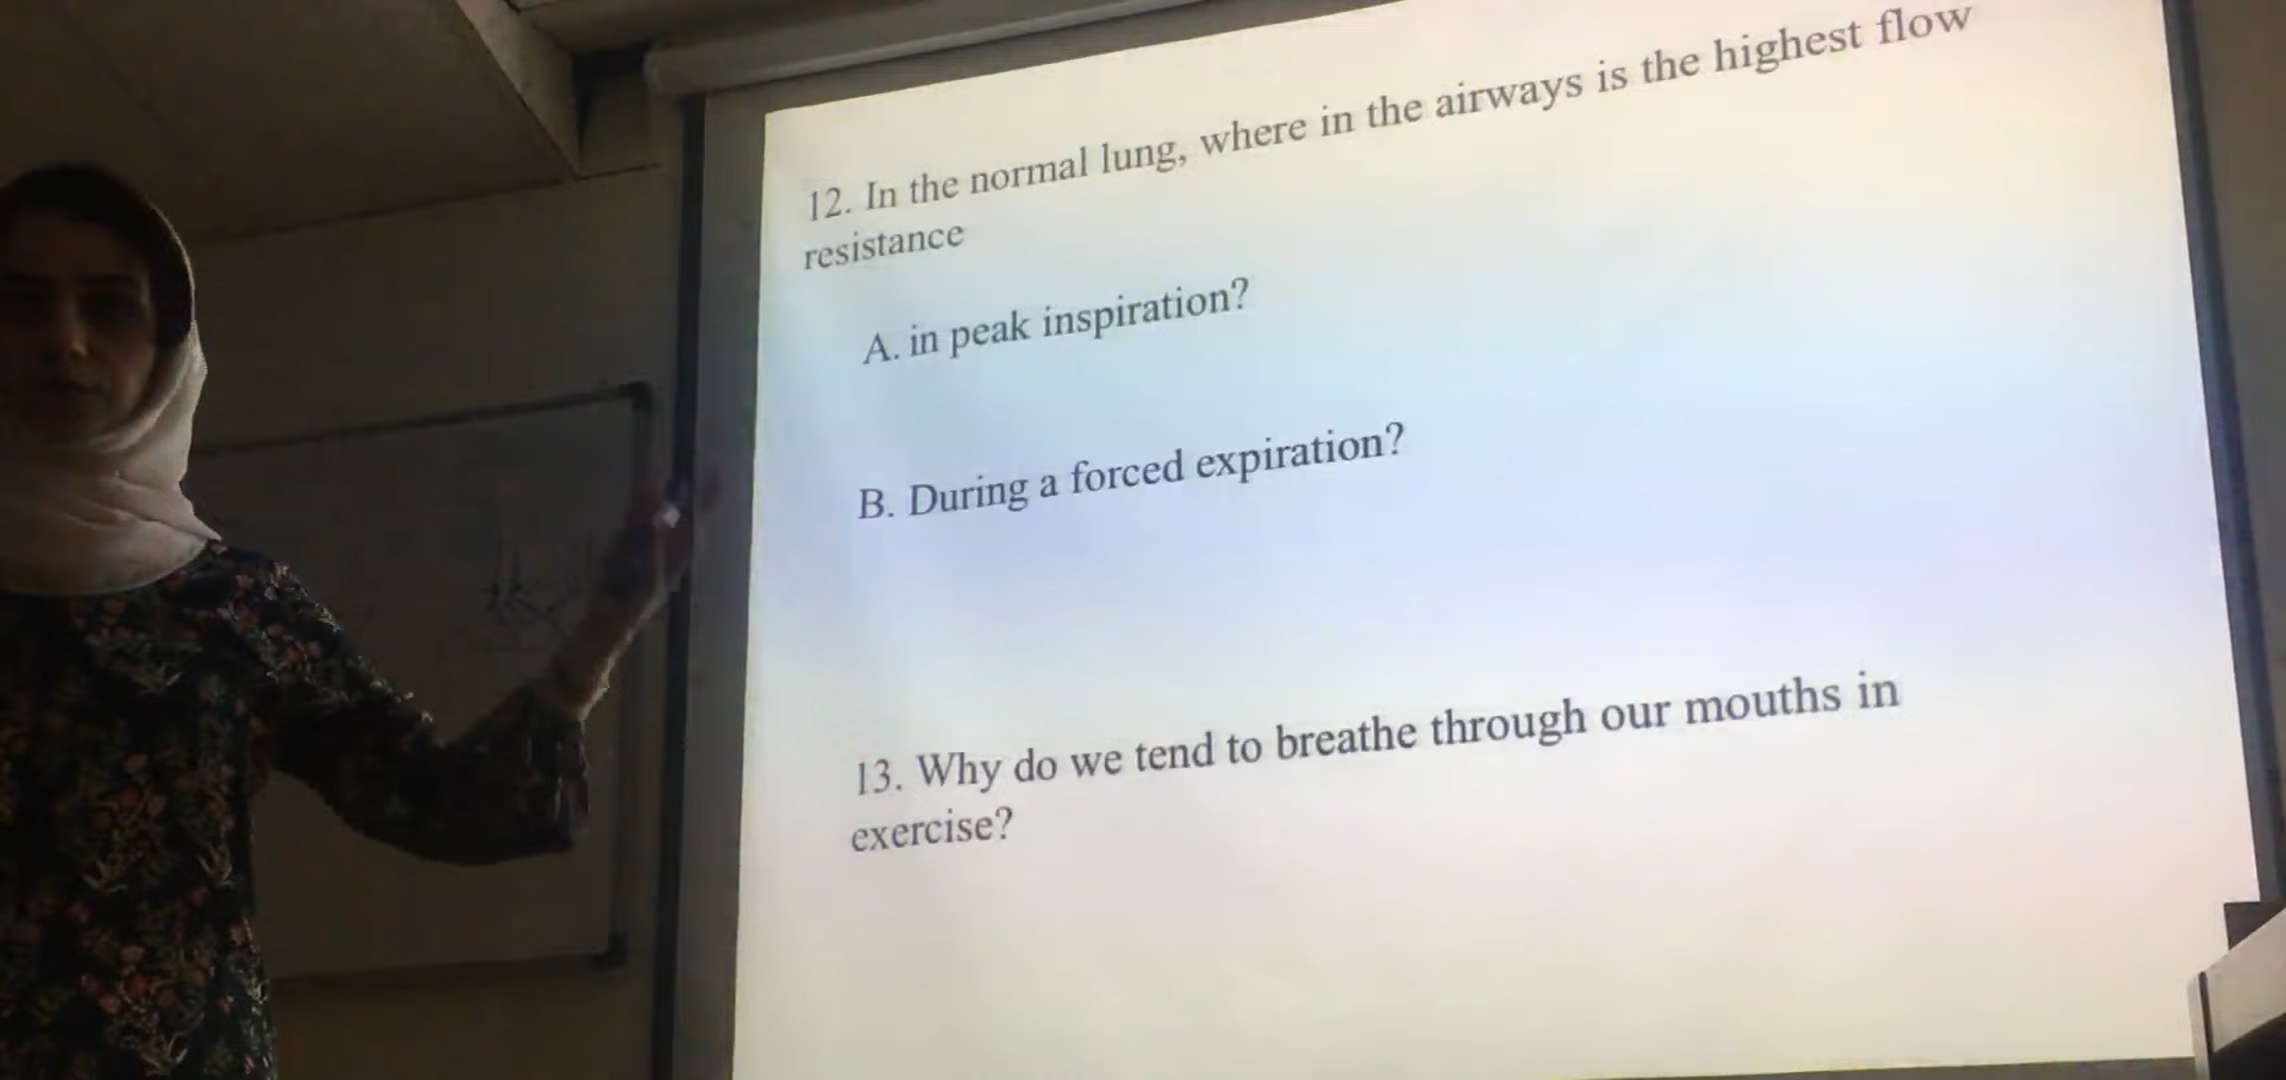 12. In the normal lung, where in the airways is the highest flow
resistance
A. in peak inspiration?
B. During a forced expiration?
13. Why do we tend to breathe through our mouths in
exercise?